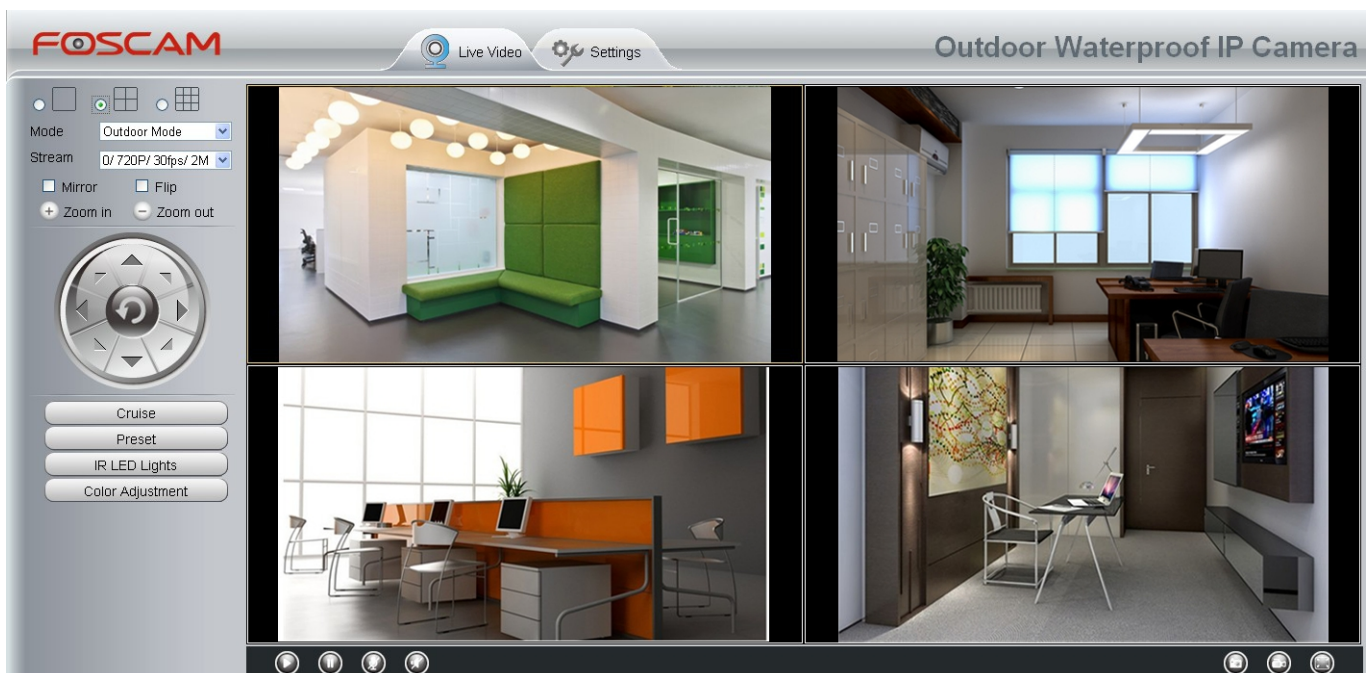 FOSCAM
Live Video
Settings
Outdoor Waterproof IP Camera
Mode
Outdoor Mode
Stream
0/ 720P/ 30fps/ 2M
Mirror
Flip
Zoom in
Zoom out
Cruise
Preset
IR LED Lights
Color Adjustment